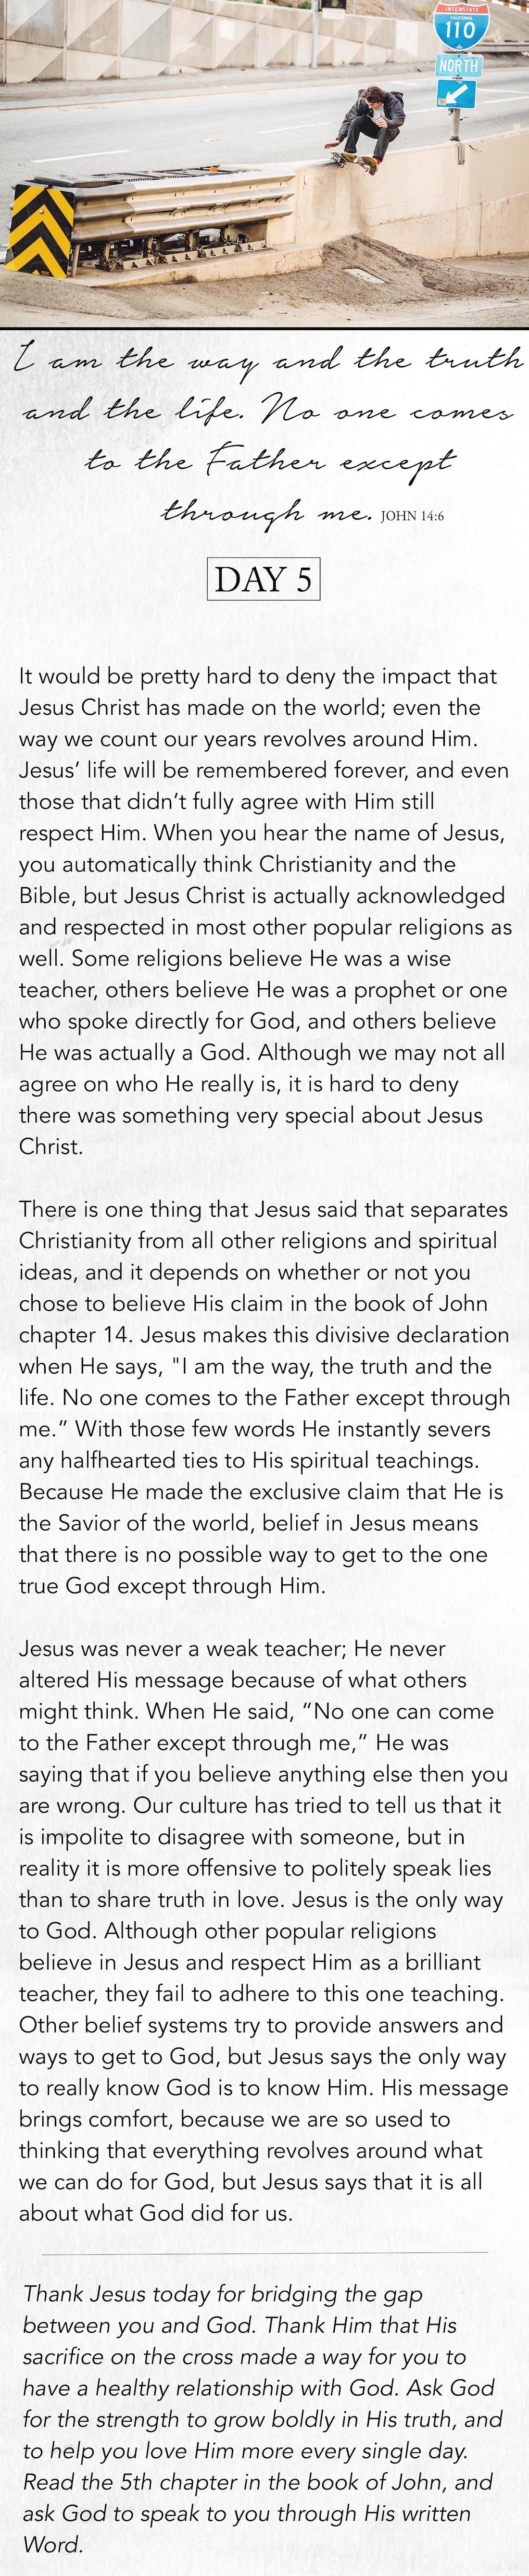 INTERSTATE
CALIFORNIA
110
NORTH
I am the way and the truth
and the life. No one comes
to the Father except
through me. JOHN 14:6
DAY 5
It would be pretty hard to deny the impact that
Jesus Christ has made on the world; even the
way we count our years revolves around Him.
Jesus’ life will be remembered forever, and even
those that didn’t fully agree with Him still
respect Him. When you hear the name of Jesus,
you automatically think Christianity and the
Bible, but Jesus Christ is actually acknowledged
and respected in most other popular religions as
well. Some religions believe He was a wise
teacher, others believe He was a prophet or one
who spoke directly for God, and others believe
He was actually a God. Although we may not all
agree on who He really is, it is hard to deny
there was something very special about Jesus
Christ.
There is one thing that Jesus said that separates
Christianity from all other religions and spiritual
ideas, and it depends on whether or not you
chose to believe His claim in the book of John
chapter 14. Jesus makes this divisive declaration
when He says, "I am the way, the truth and the
life. No one comes to the Father except through
me.” With those few words He instantly severs
any halfhearted ties to His spiritual teachings.
Because He made the exclusive claim that He is
the Savior of the world, belief in Jesus means
that there is no possible way to get to the one
true God except through Him.
Jesus was never a weak teacher; He never
altered His message because of what others
might think. When He said, “No one can come
to the Father except through me,” He was
saying that if you believe anything else then you
are wrong. Our culture has tried to tell us that it
is impolite to disagree with someone, but in
reality it is more offensive to politely speak lies
than to share truth in love. Jesus is the only way
to God. Although other popular religions
believe in Jesus and respect Him as a brilliant
teacher, they fail to adhere to this one teaching.
Other belief systems try to provide answers and
ways to get to God, but Jesus says the only way
to really know God is to know Him. His message
brings comfort, because we are so used to
thinking that everything revolves around what
we can do for God, but Jesus says that it is all
about what God did for us.
Thank Jesus today for bridging the gap
between you and God. Thank Him that His
sacrifice on the cross made a way for you to
have a healthy relationship with God. Ask God
for the strength to grow boldly in His truth, and
to help you love Him more every single day.
Read the 5th chapter in the book of John, and
ask God to speak to you through His written
Word.